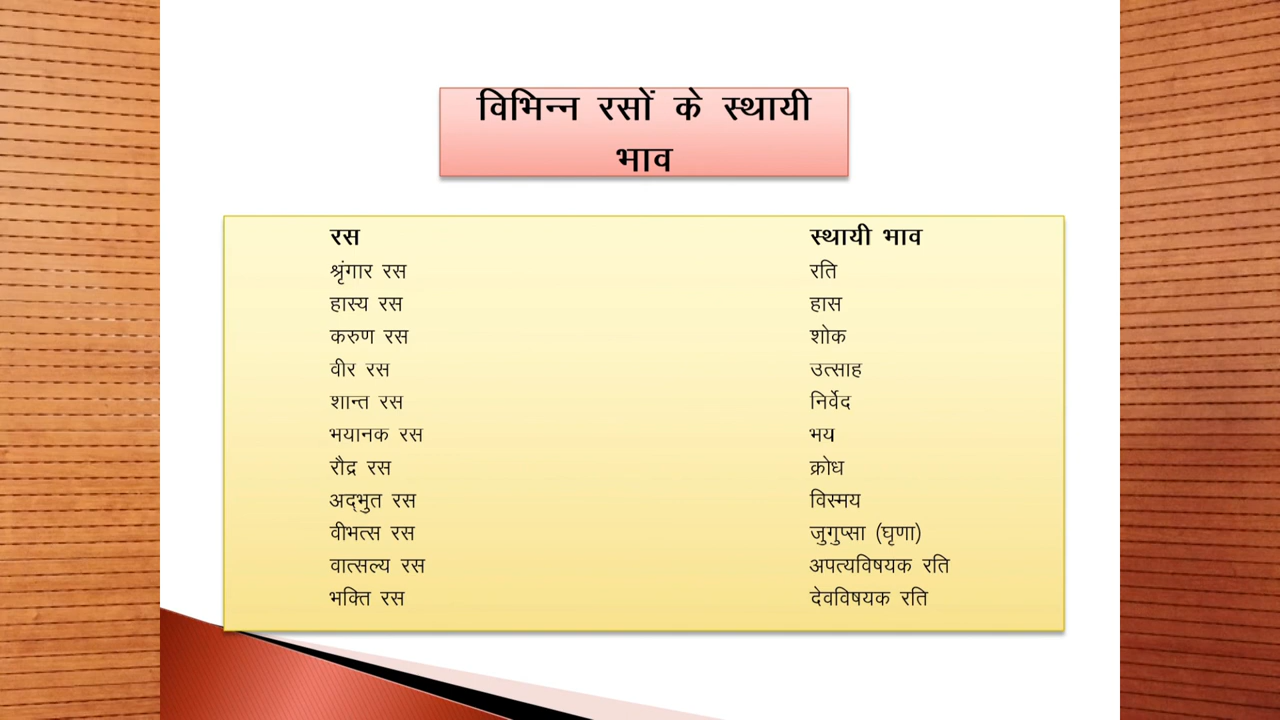 विभिन्न रसों के स्थायी
भाव
रस स्थायी भाव
श्रृंगार रस रति
हास्य रस हास
करुण रस शोक
वीर रस उत्साह
शान्त रस निर्वेद
भयानक रस भय
रौद्र रस क्रोध
अद्‌भुत रस विस्मय
वीभत्स रस जुगुप्सा (घृणा)
वात्सल्य रस अपत्यविषयक रति
भक्ति रस देवविषयक रति